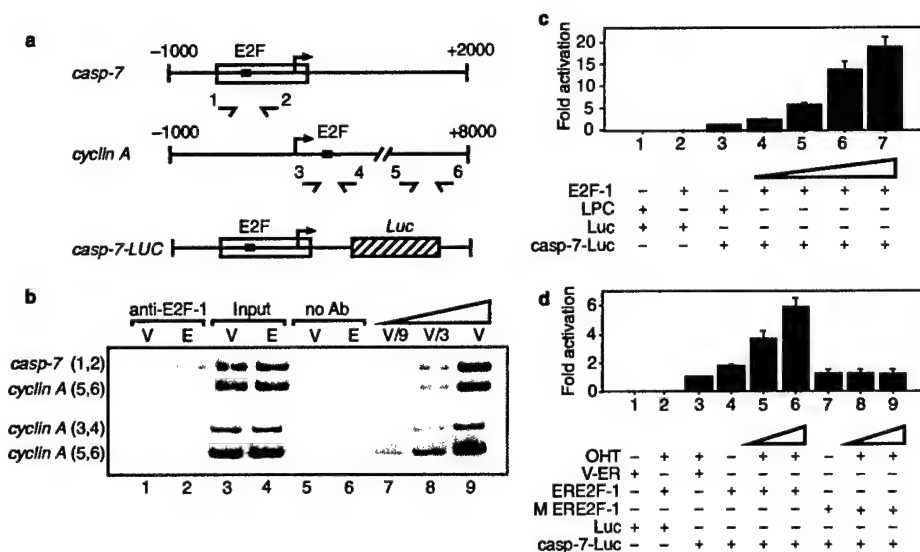 a
−1000 E2F +2000
casp-7
1 2
−1000 E2F +8000
cyclin A
3 4 5 6
E2F Luc
casp-7-LUC
b
anti-E2F-1 Input no Ab
V E V E V E V/9 V/3 V
casp-7 (1,2)
cyclin A (5,6)
cyclin A (3,4)
cyclin A (5,6)
1 2 3 4 5 6 7 8 9
c
Fold activation
20
15
10
5
0
1 2 3 4 5 6 7
E2F-1 − + − + + + +
LPC + − + − − − −
Luc + + − − − − −
casp-7-Luc − − + + + + +
d
Fold activation
6
4
2
0
1 2 3 4 5 6 7 8 9
OHT − + + − + + − + +
V-ER + − + − − − − − −
ERE2F-1 − + − + + + − − −
M ERE2F-1 − − − − − − + + +
Luc + + − − − − − − −
casp-7-Luc − − + + + + + + +